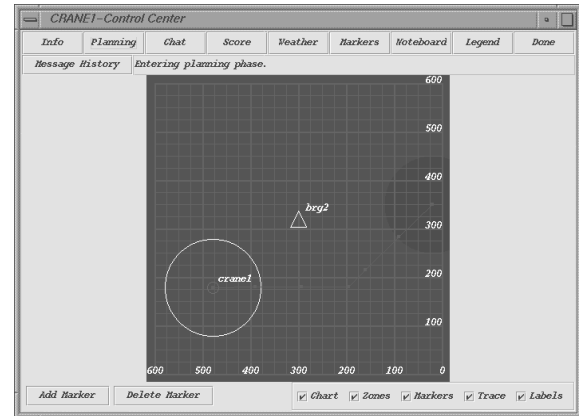 CRANE1-Control Center
Info Planning Chat Score Weather Markers Noteboard Legend Done
Message History Entering planning phase.
600
500
400
brg2
300
crane1
200
100
600 500 400 300 200 100 0
Add Marker Delete Marker Chart Zones Markers Trace Labels